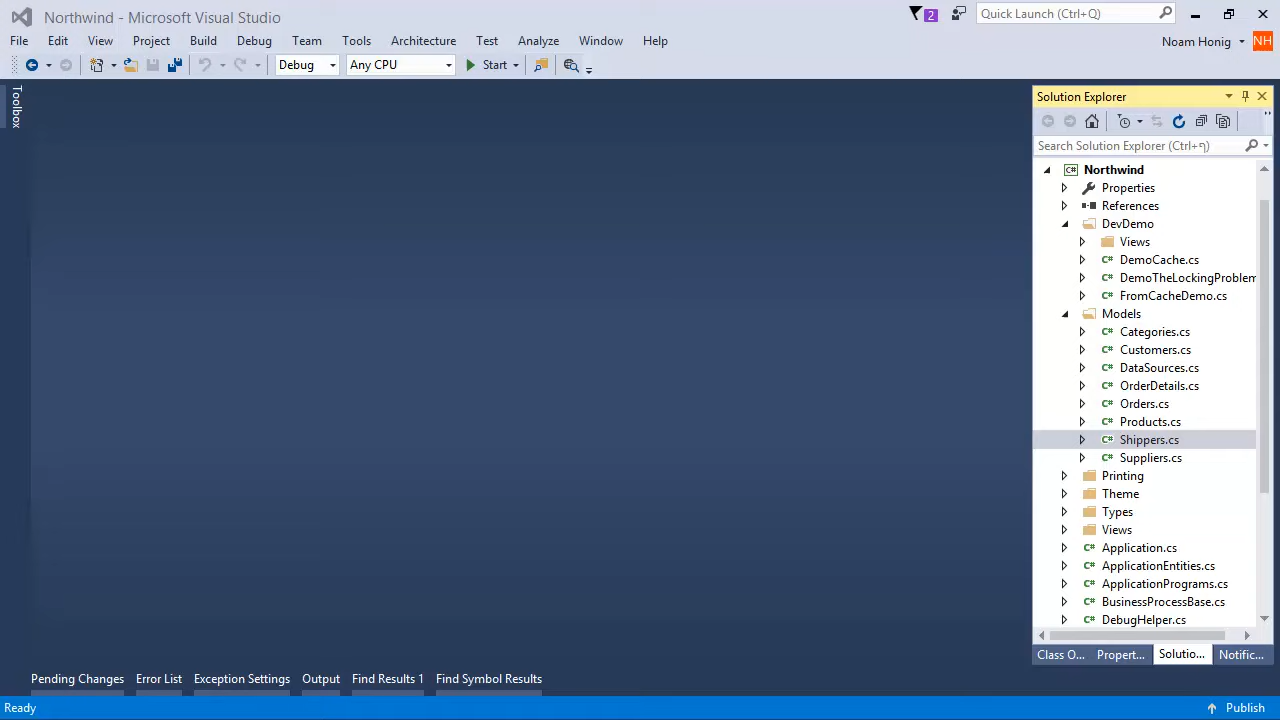 Northwind - Microsoft Visual Studio
2
Quick Launch (Ctrl+Q)
File Edit View Project Build Debug Team Tools Architecture Test Analyze Window Help
Noam Honig NH
Debug Any CPU Start
Toolbox
Solution Explorer
Search Solution Explorer (Ctrl+ף)
C# Northwind
Properties
References
DevDemo
Views
C# DemoCache.cs
C# DemoTheLockingProblem
C# FromCacheDemo.cs
Models
C# Categories.cs
C# Customers.cs
C# DataSources.cs
C# OrderDetails.cs
C# Orders.cs
C# Products.cs
C# Shippers.cs
C# Suppliers.cs
Printing
Theme
Types
Views
C# Application.cs
C# ApplicationEntities.cs
C# ApplicationPrograms.cs
C# BusinessProcessBase.cs
C# DebugHelper.cs
Class O... Propert... Solutio... Notific...
Pending Changes Error List Exception Settings Output Find Results 1 Find Symbol Results
Ready Publish